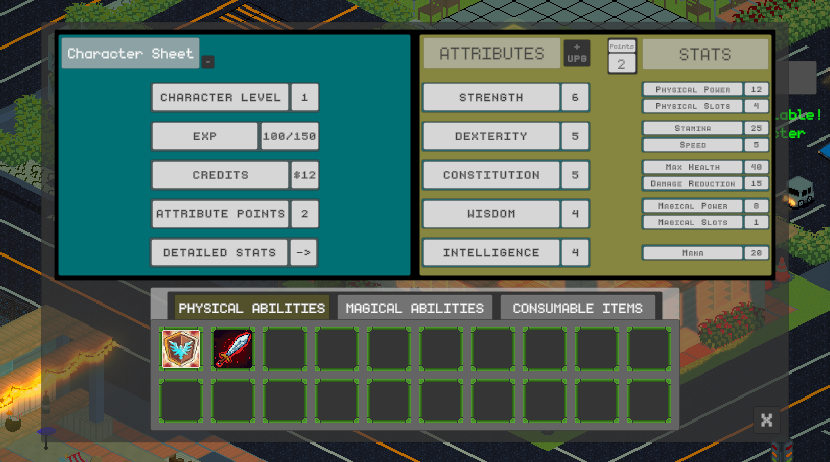 Character Sheet
-
CHARACTER LEVEL 1
EXP 100/150
CREDITS $12
ATTRIBUTE POINTS 2
DETAILED STATS ->
ATTRIBUTES
+
UPG
Points
2
STRENGTH 6
DEXTERITY 5
CONSTITUTION 5
WISDOM 4
INTELLIGENCE 4
STATS
Physical Power 12
Physical Slots 4
Stamina 25
Speed 5
Max Health 40
Damage Reduction 15
Magical Power 8
Magical Slots 1
Mana 20
PHYSICAL ABILITIES
MAGICAL ABILITIES
CONSUMABLE ITEMS
X